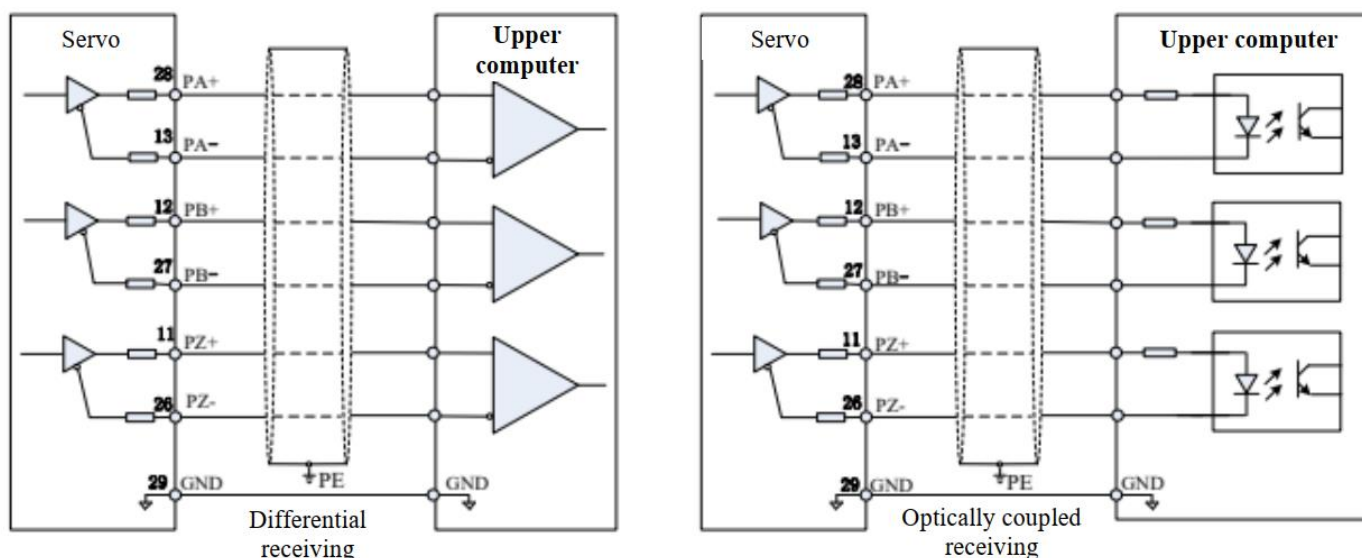 Servo
Upper
computer
28 PA+
13 PA-
12 PB+
27 PB-
11 PZ+
26 PZ-
PE
29 GND
GND
Differential
receiving
Servo
Upper computer
28 PA+
13 PA-
12 PB+
27 PB-
11 PZ+
26 PZ-
PE
29 GND
GND
Optically coupled
receiving